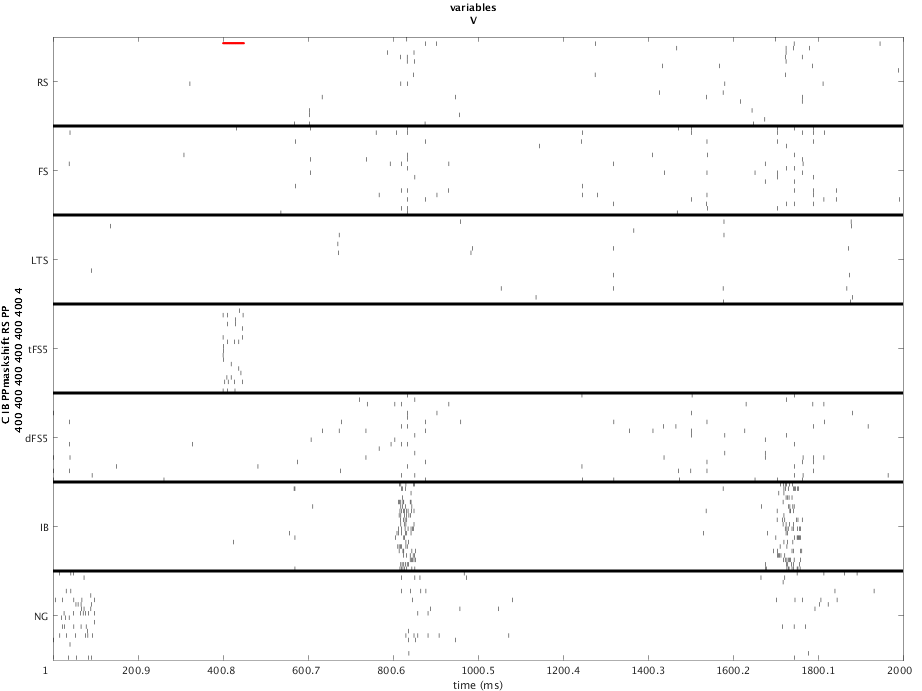 variables
V
C IB PPmaskshift RS PP
400 400 400 400 400 400 4
RS
FS
LTS
tFS5
dFS5
IB
NG
1 200.9 400.8 600.7 800.6 1000.5 1200.4 1400.3 1600.2 1800.1 2000
time (ms)